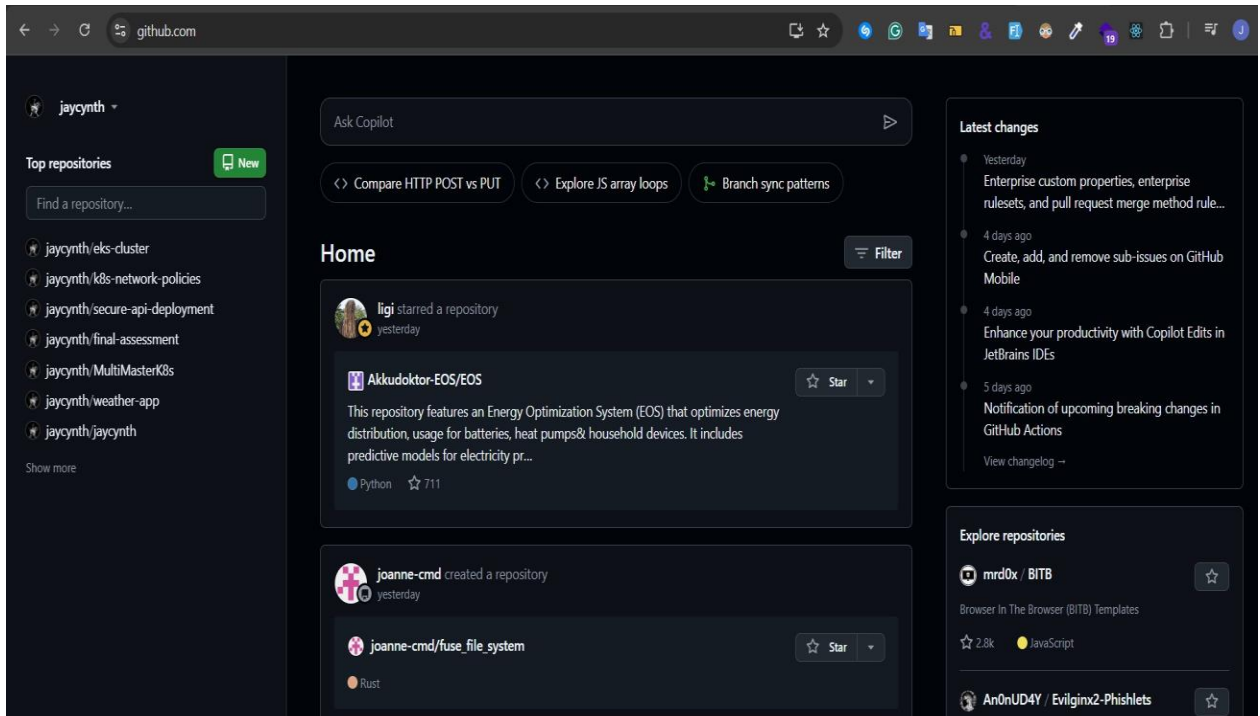 github.com
19
J
jaycynth
Top repositories
New
Find a repository...
jaycynth/eks-cluster
jaycynth/k8s-network-policies
jaycynth/secure-api-deployment
jaycynth/final-assessment
jaycynth/MultiMasterK8s
jaycynth/weather-app
jaycynth/jaycynth
Show more
Ask Copilot
Compare HTTP POST vs PUT
Explore JS array loops
Branch sync patterns
Home
Filter
ligi starred a repository
yesterday
Akkudoktor-EOS/EOS
Star
This repository features an Energy Optimization System (EOS) that optimizes energy
distribution, usage for batteries, heat pumps& household devices. It includes
predictive models for electricity pr...
Python 711
joanne-cmd created a repository
yesterday
joanne-cmd/fuse_file_system
Star
Rust
Latest changes
Yesterday
Enterprise custom properties, enterprise
rulesets, and pull request merge method rule...
4 days ago
Create, add, and remove sub-issues on GitHub
Mobile
4 days ago
Enhance your productivity with Copilot Edits in
JetBrains IDEs
5 days ago
Notification of upcoming breaking changes in
GitHub Actions
View changelog →
Explore repositories
mrd0x / BITB
Browser In The Browser (BITB) Templates
2.8k JavaScript
An0nUD4Y / Evilginx2-Phishlets